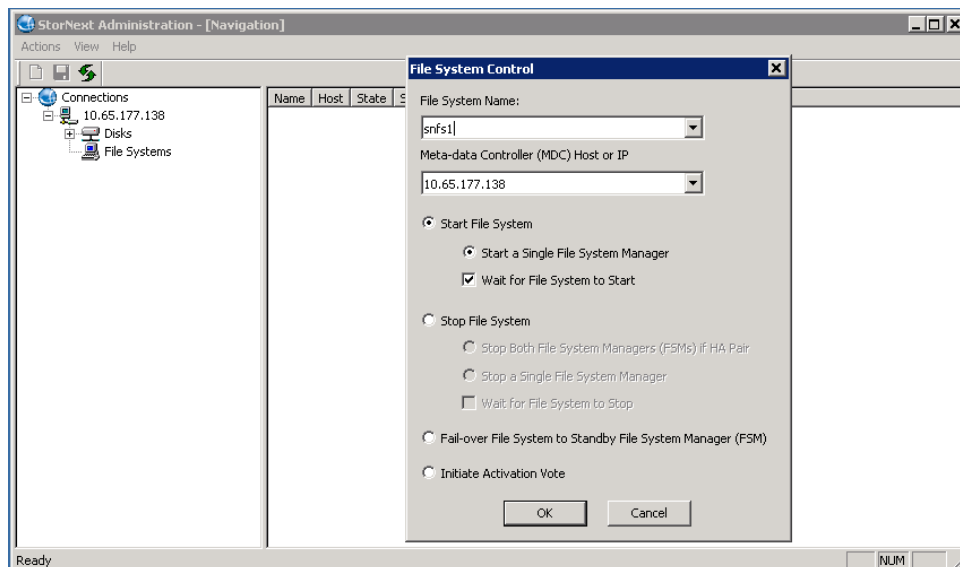 StorNext Administration - [Navigation]
Actions View Help
Connections
10.65.177.138
Disks
File Systems
Name Host State S
File System Control
File System Name:
snfs1
Meta-data Controller (MDC) Host or IP
10.65.177.138
Start File System
Start a Single File System Manager
Wait for File System to Start
Stop File System
Stop Both File System Managers (FSMs) if HA Pair
Stop a Single File System Manager
Wait for File System to Stop
Fail-over File System to Standby File System Manager (FSM)
Initiate Activation Vote
OK Cancel
Ready NUM